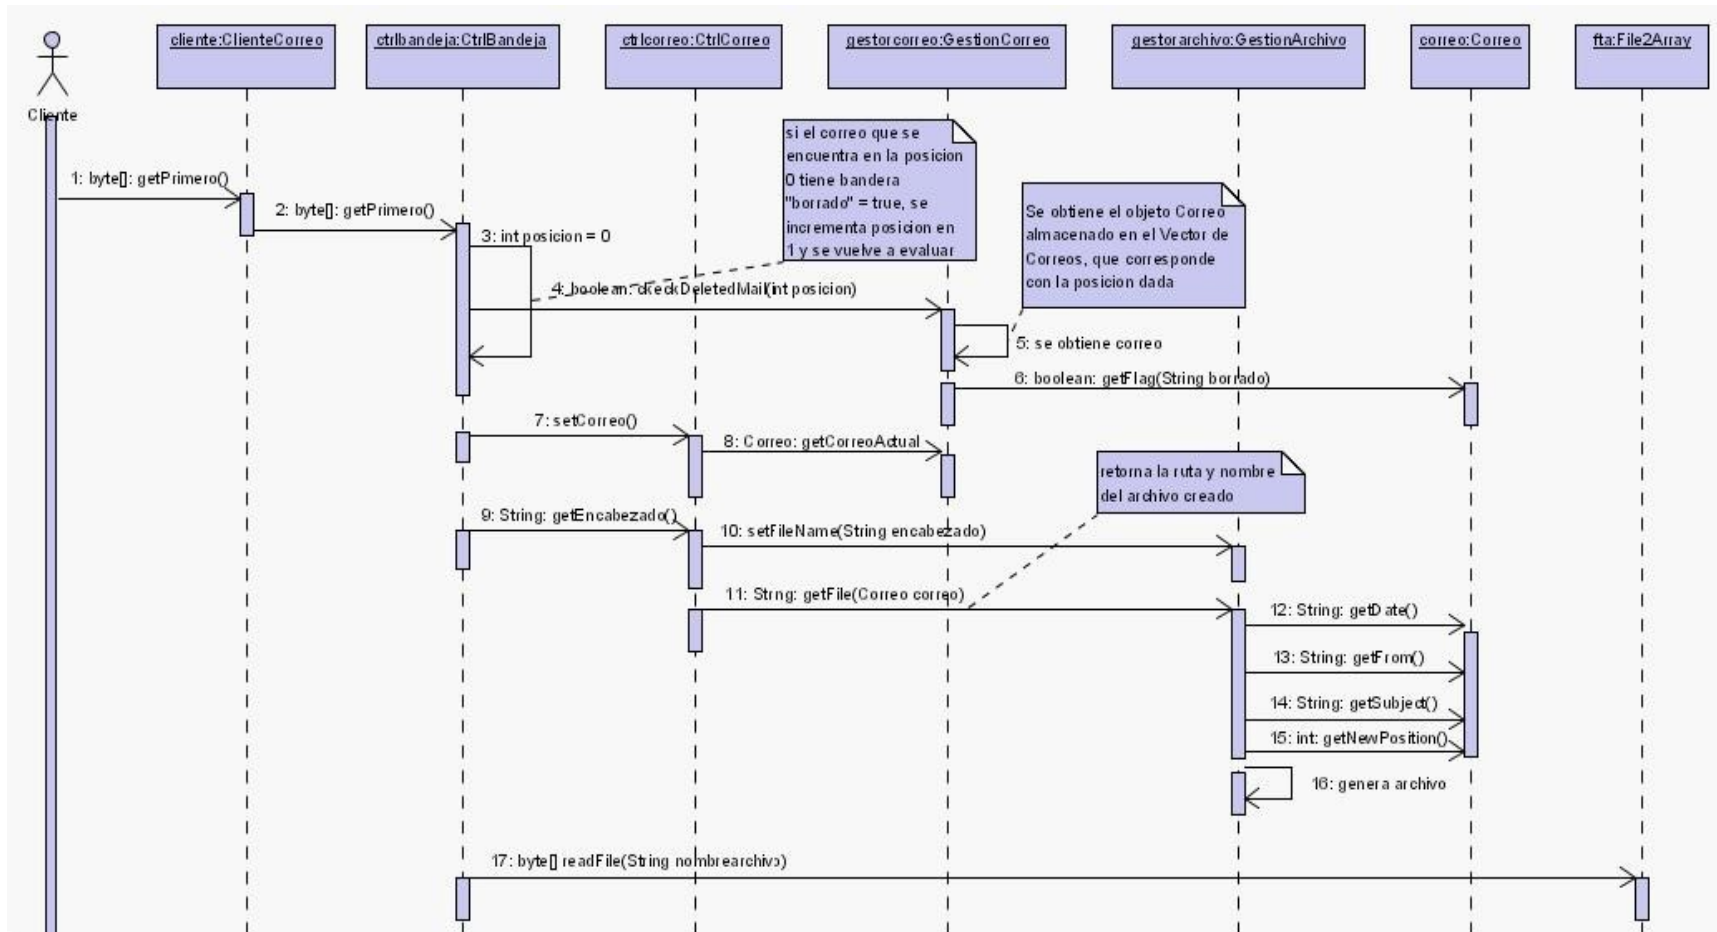 cliente:ClienteCorreo
ctrlbandeja:CtrlBandeja
ctrlcorreo:CtrlCorreo
gestorcorreo:GestionCorreo
gestorarchivo:GestionArchivo
correo:Correo
fta:File2Array
Cliente
si el correo que se
encuentra en la posicion
0 tiene bandera
"borrado" = true, se
incrementa posicion en
1 y se vuelve a evaluar
Se obtiene el objeto Correo
almacenado en el Vector de
Correos, que corresponde
con la posicion dada
1: byte[]: getPrimero()
2: byte[]: getPrimero()
3: int posicion = 0
4: boolean: ckeckDeletedMail(int posicion)
5: se obtiene correo
6: boolean: getFlag(String borrado)
7: setCorreo()
8: Correo: getCorreoActual
retorna la ruta y nombre
del archivo creado
9: String: getEncabezado()
10: setFileName(String encabezado)
11: Strng: getFile(Correo correo)
12: String: getDate()
13: String: getFrom()
14: String: getSubject()
15: int: getNewPosition()
16: genera archivo
17: byte[] readFile(String nombrearchivo)